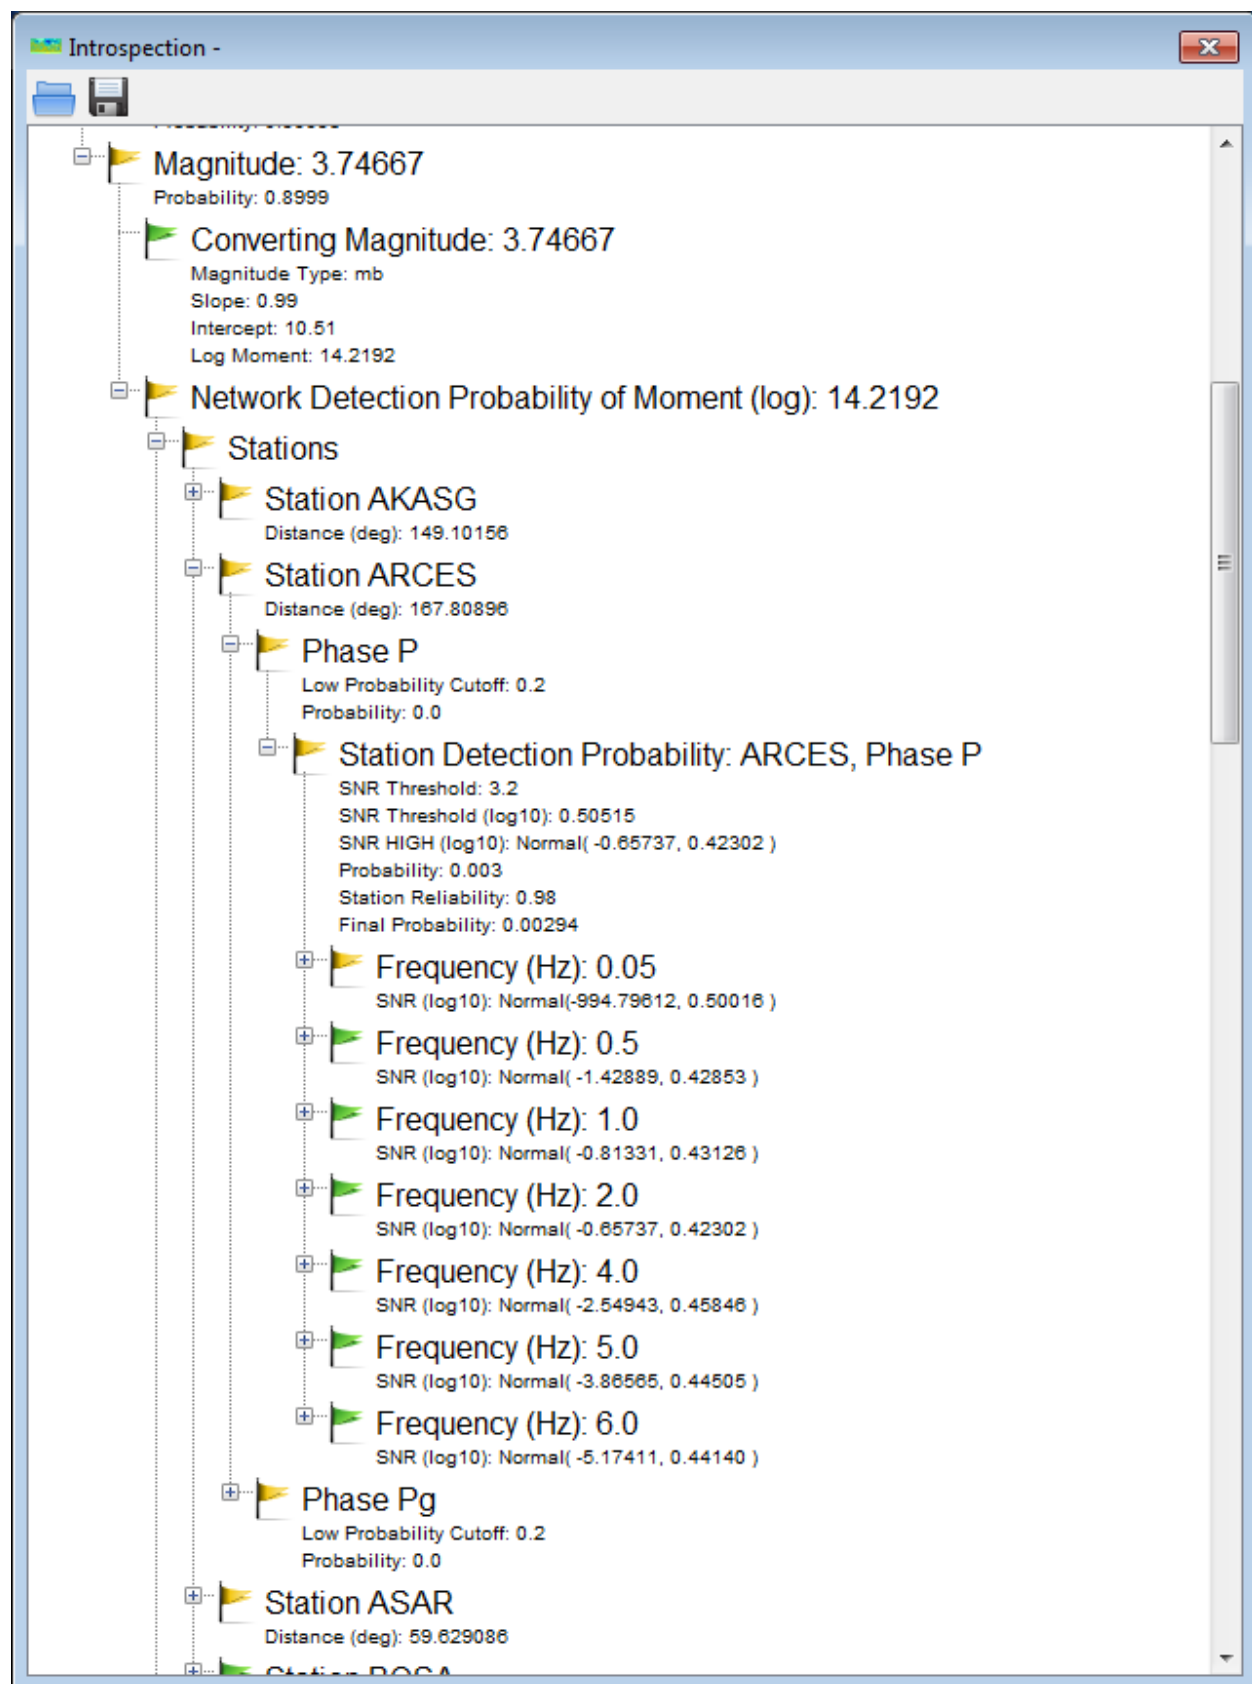 Introspection -
Magnitude: 3.74667
Probability: 0.8999
Converting Magnitude: 3.74667
Magnitude Type: mb
Slope: 0.99
Intercept: 10.51
Log Moment: 14.2192
Network Detection Probability of Moment (log): 14.2192
Stations
Station AKASG
Distance (deg): 149.10156
Station ARCES
Distance (deg): 167.80896
Phase P
Low Probability Cutoff: 0.2
Probability: 0.0
Station Detection Probability: ARCES, Phase P
SNR Threshold: 3.2
SNR Threshold (log10): 0.50515
SNR HIGH (log10): Normal( -0.65737, 0.42302 )
Probability: 0.003
Station Reliability: 0.98
Final Probability: 0.00294
Frequency (Hz): 0.05
SNR (log10): Normal(-994.79612, 0.50016 )
Frequency (Hz): 0.5
SNR (log10): Normal( -1.42889, 0.42853 )
Frequency (Hz): 1.0
SNR (log10): Normal( -0.81331, 0.43126 )
Frequency (Hz): 2.0
SNR (log10): Normal( -0.65737, 0.42302 )
Frequency (Hz): 4.0
SNR (log10): Normal( -2.54943, 0.45846 )
Frequency (Hz): 5.0
SNR (log10): Normal( -3.86565, 0.44505 )
Frequency (Hz): 6.0
SNR (log10): Normal( -5.17411, 0.44140 )
Phase Pg
Low Probability Cutoff: 0.2
Probability: 0.0
Station ASAR
Distance (deg): 59.629086
Station